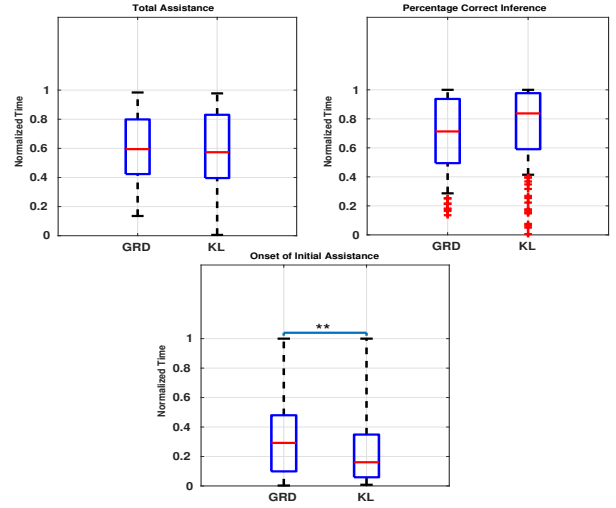 Total Assistance
Normalized Time
1
0.8
0.6
0.4
0.2
0
GRD KL
Percentage Correct Inference
Normalized Time
1
0.8
0.6
0.4
0.2
0
GRD KL
Onset of Initial Assistance
Normalized Time
**
1
0.8
0.6
0.4
0.2
0
GRD KL